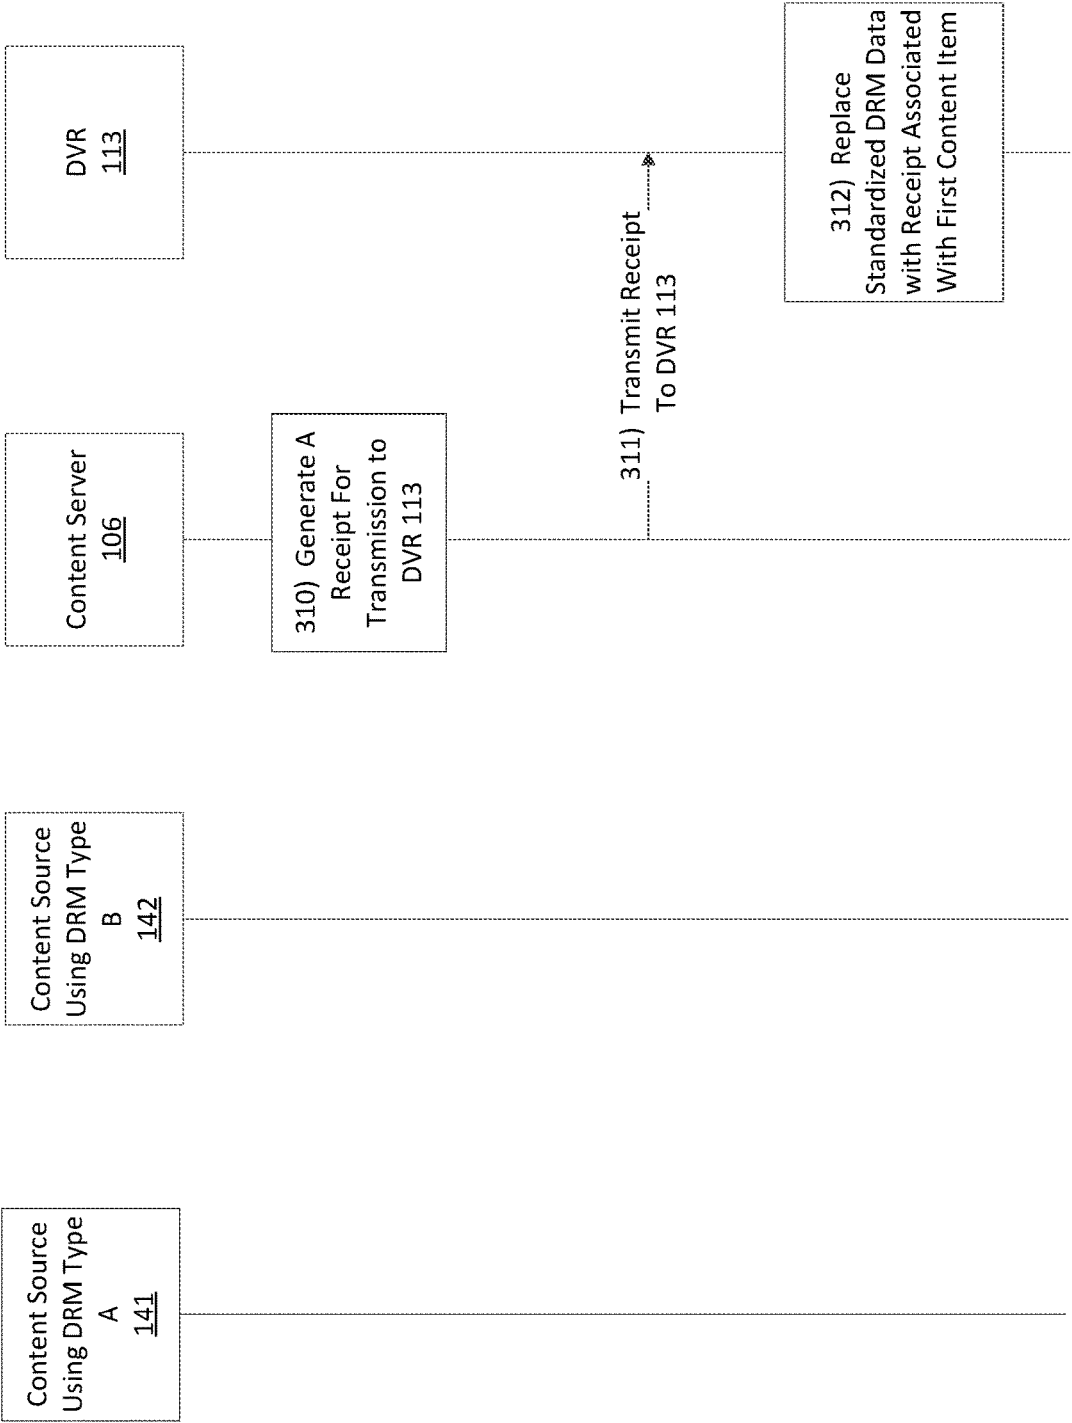 Content Source
Using DRM Type
A
141
Content Source
Using DRM Type
B
142
Content Server
106
DVR
113
310) Generate A
Receipt For
Transmission to
DVR 113
311) Transmit Receipt
To DVR 113
312) Replace
Standardized DRM Data
with Receipt Associated
With First Content Item